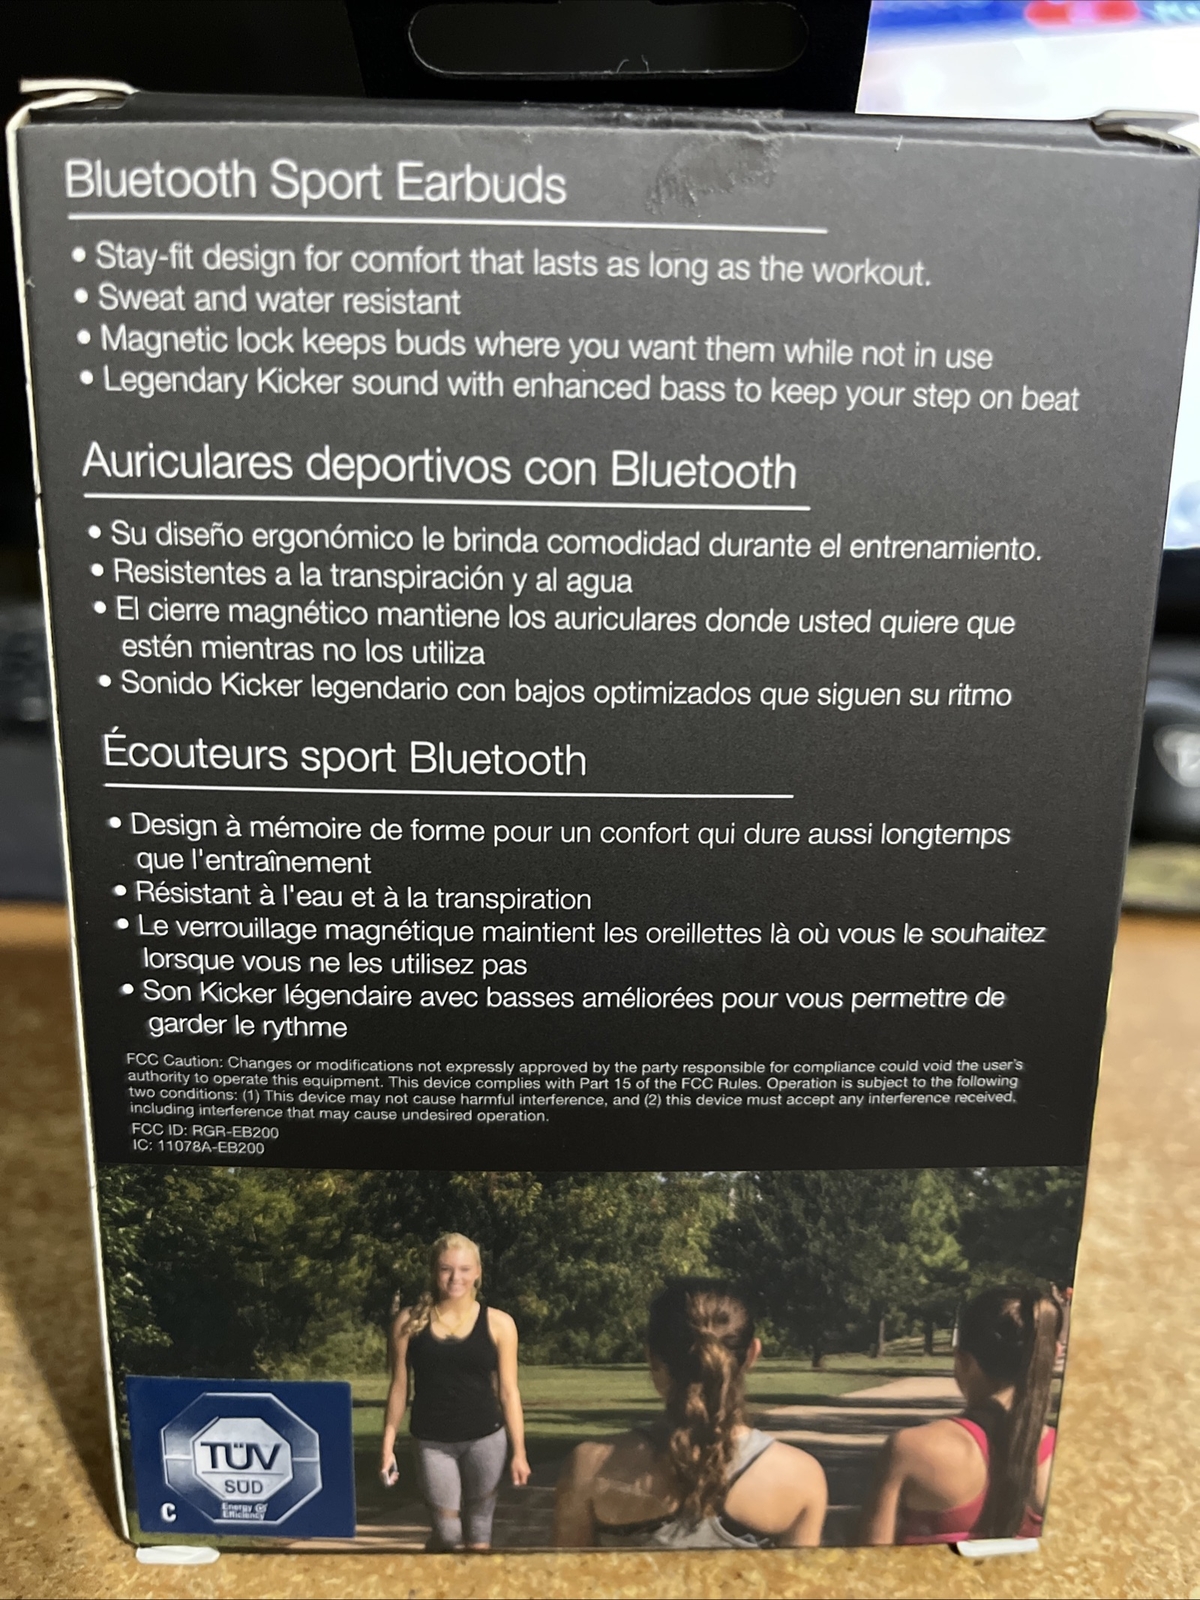 Bluetooth Sport Earbuds
• Stay-fit design for comfort that lasts as long as the workout.
• Sweat and water resistant
• Magnetic lock keeps buds where you want them while not in use
• Legendary Kicker sound with enhanced bass to keep your step on beat
Auriculares deportivos con Bluetooth
• Su diseño ergonómico le brinda comodidad durante el entrenamiento.
• Resistentes a la transpiración y al agua
• El cierre magnético mantiene los auriculares donde usted quiere que
estén mientras no los utiliza
• Sonido Kicker legendario con bajos optimizados que siguen su ritmo
Écouteurs sport Bluetooth
• Design à mémoire de forme pour un confort qui dure aussi longtemps
que l'entraînement
• Résistant à l'eau et à la transpiration
• Le verrouillage magnétique maintient les oreillettes là où vous le souhaitez
lorsque vous ne les utilisez pas
• Son Kicker légendaire avec basses améliorées pour vous permettre de
garder le rythme
FCC Caution: Changes or modifications not expressly approved by the party responsible for compliance could void the user's
authority to operate this equipment. This device complies with Part 15 of the FCC Rules. Operation is subject to the following
two conditions: (1) This device may not cause harmful interference, and (2) this device must accept any interference received,
including interference that may cause undesired operation.
FCC ID: RGR-EB200
IC: 11078A-EB200
TÜV
SÜD
Energy
Efficiency
C